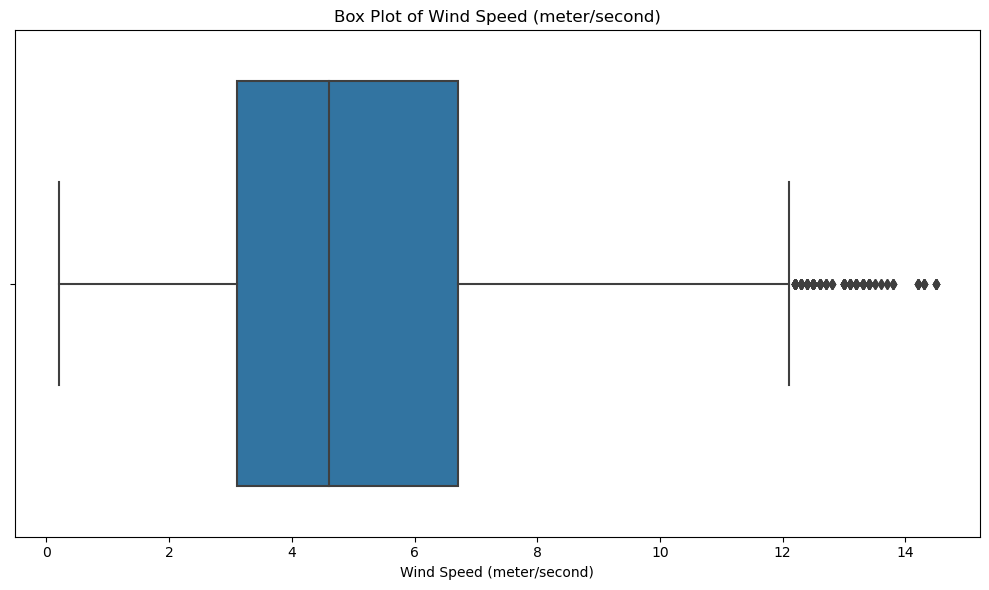 Box Plot of Wind Speed (meter/second)
0 2 4 6 8 10 12 14
Wind Speed (meter/second)